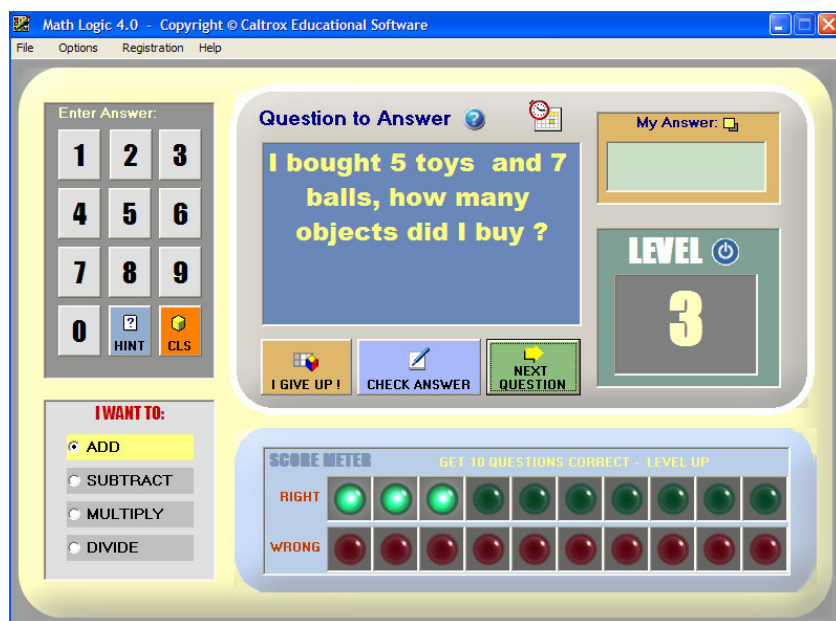 Math Logic 4.0 - Copyright © Caltrox Educational Software
File Options Registration Help
Enter Answer:
1 2 3
4 5 6
7 8 9
0 ? HINT CLS
I WANT TO:
ADD
SUBTRACT
MULTIPLY
DIVIDE
Question to Answer ?
I bought 5 toys and 7
balls, how many
objects did I buy ?
I GIVE UP !
CHECK ANSWER
NEXT
QUESTION
My Answer:
LEVEL
3
SCORE METER GET 10 QUESTIONS CORRECT - LEVEL UP
RIGHT
WRONG